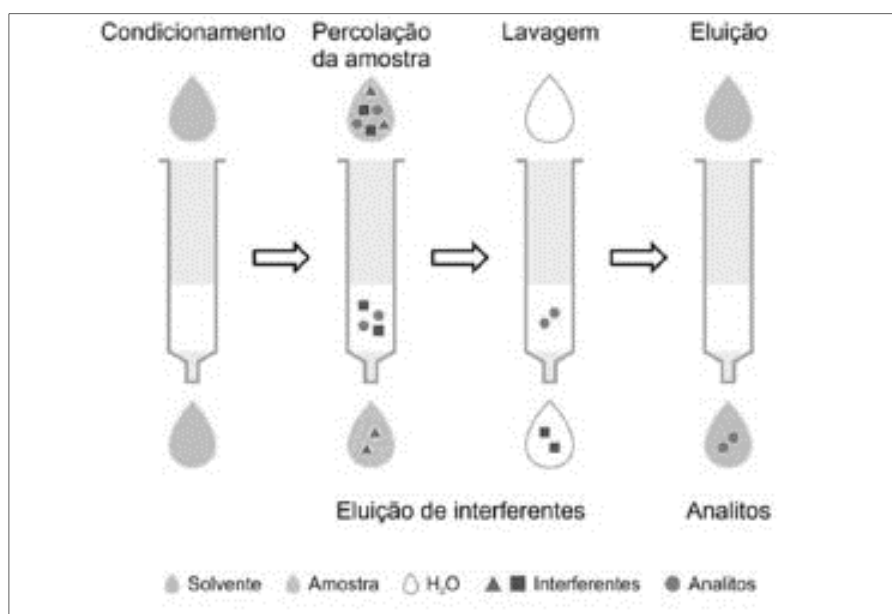 Condicionamento Percolação da amostra Lavagem Eluição
Eluição de interferentes Analitos
Solvente Amostra H₂O Interferentes Analitos